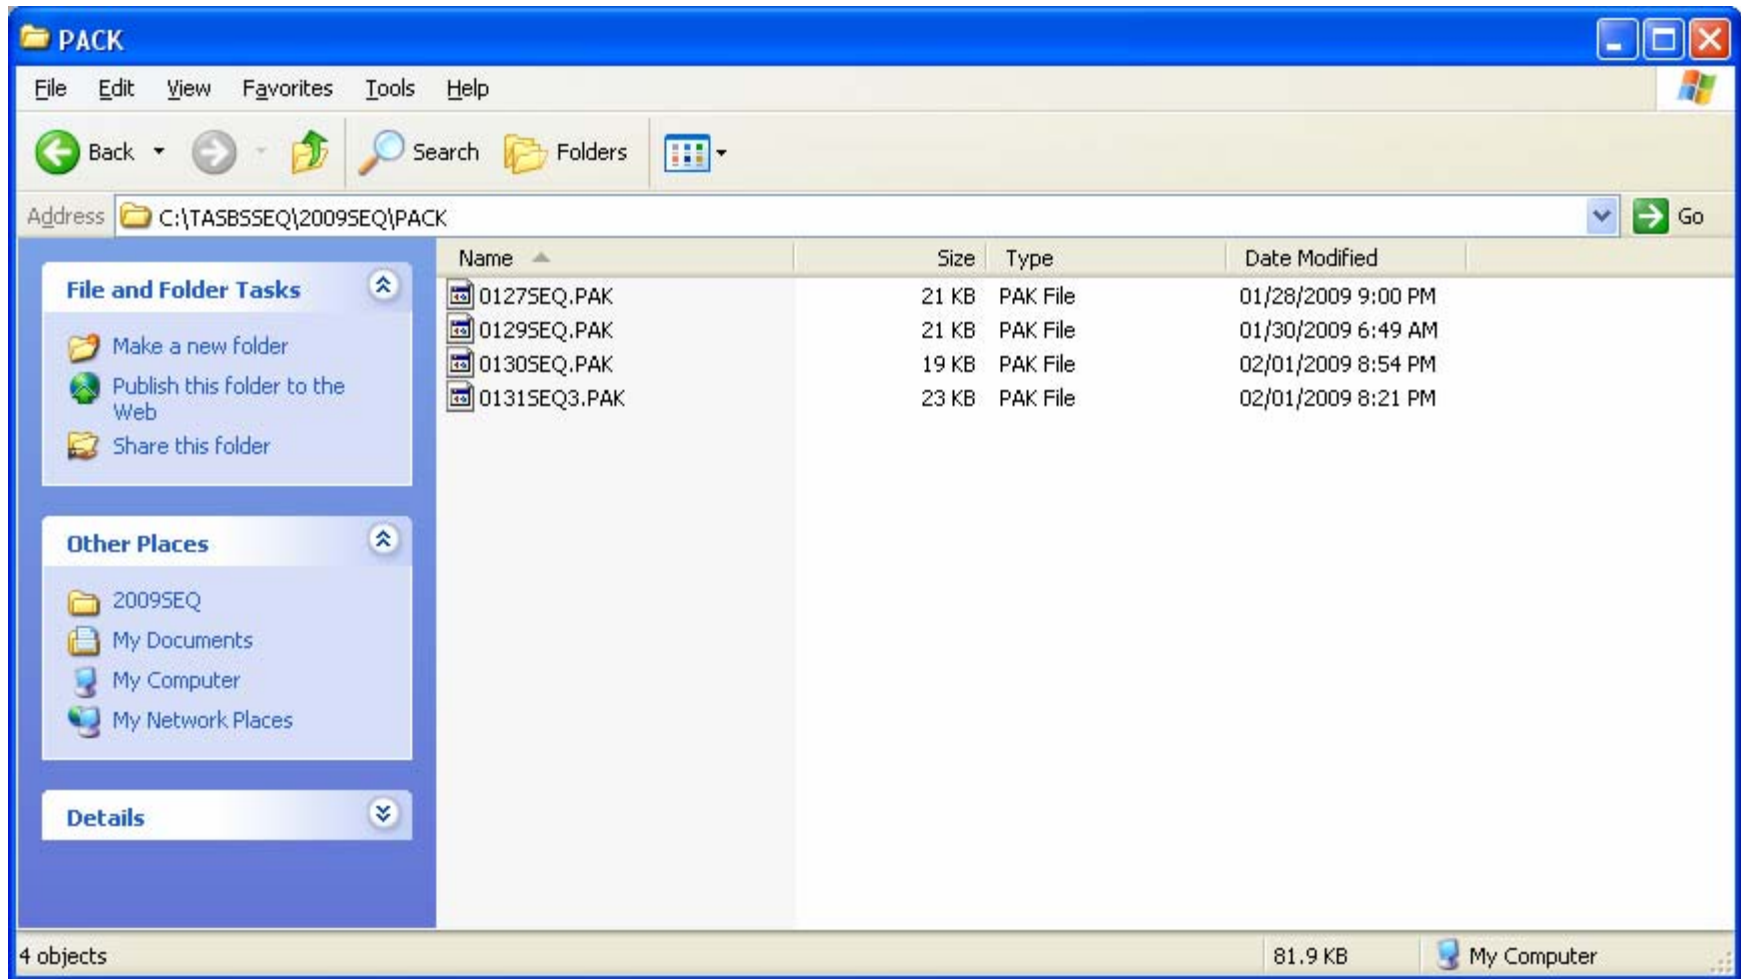 PACK
File Edit View Favorites Tools Help
Back Search Folders
Address C:\TASBSSEQ\2009SEQ\PACK Go
File and Folder Tasks
Make a new folder
Publish this folder to the
Web
Share this folder
Other Places
2009SEQ
My Documents
My Computer
My Network Places
Details
Name Size Type Date Modified
0127SEQ.PAK 21 KB PAK File 01/28/2009 9:00 PM
0129SEQ.PAK 21 KB PAK File 01/30/2009 6:49 AM
0130SEQ.PAK 19 KB PAK File 02/01/2009 8:54 PM
0131SEQ3.PAK 23 KB PAK File 02/01/2009 8:21 PM
4 objects 81.9 KB My Computer